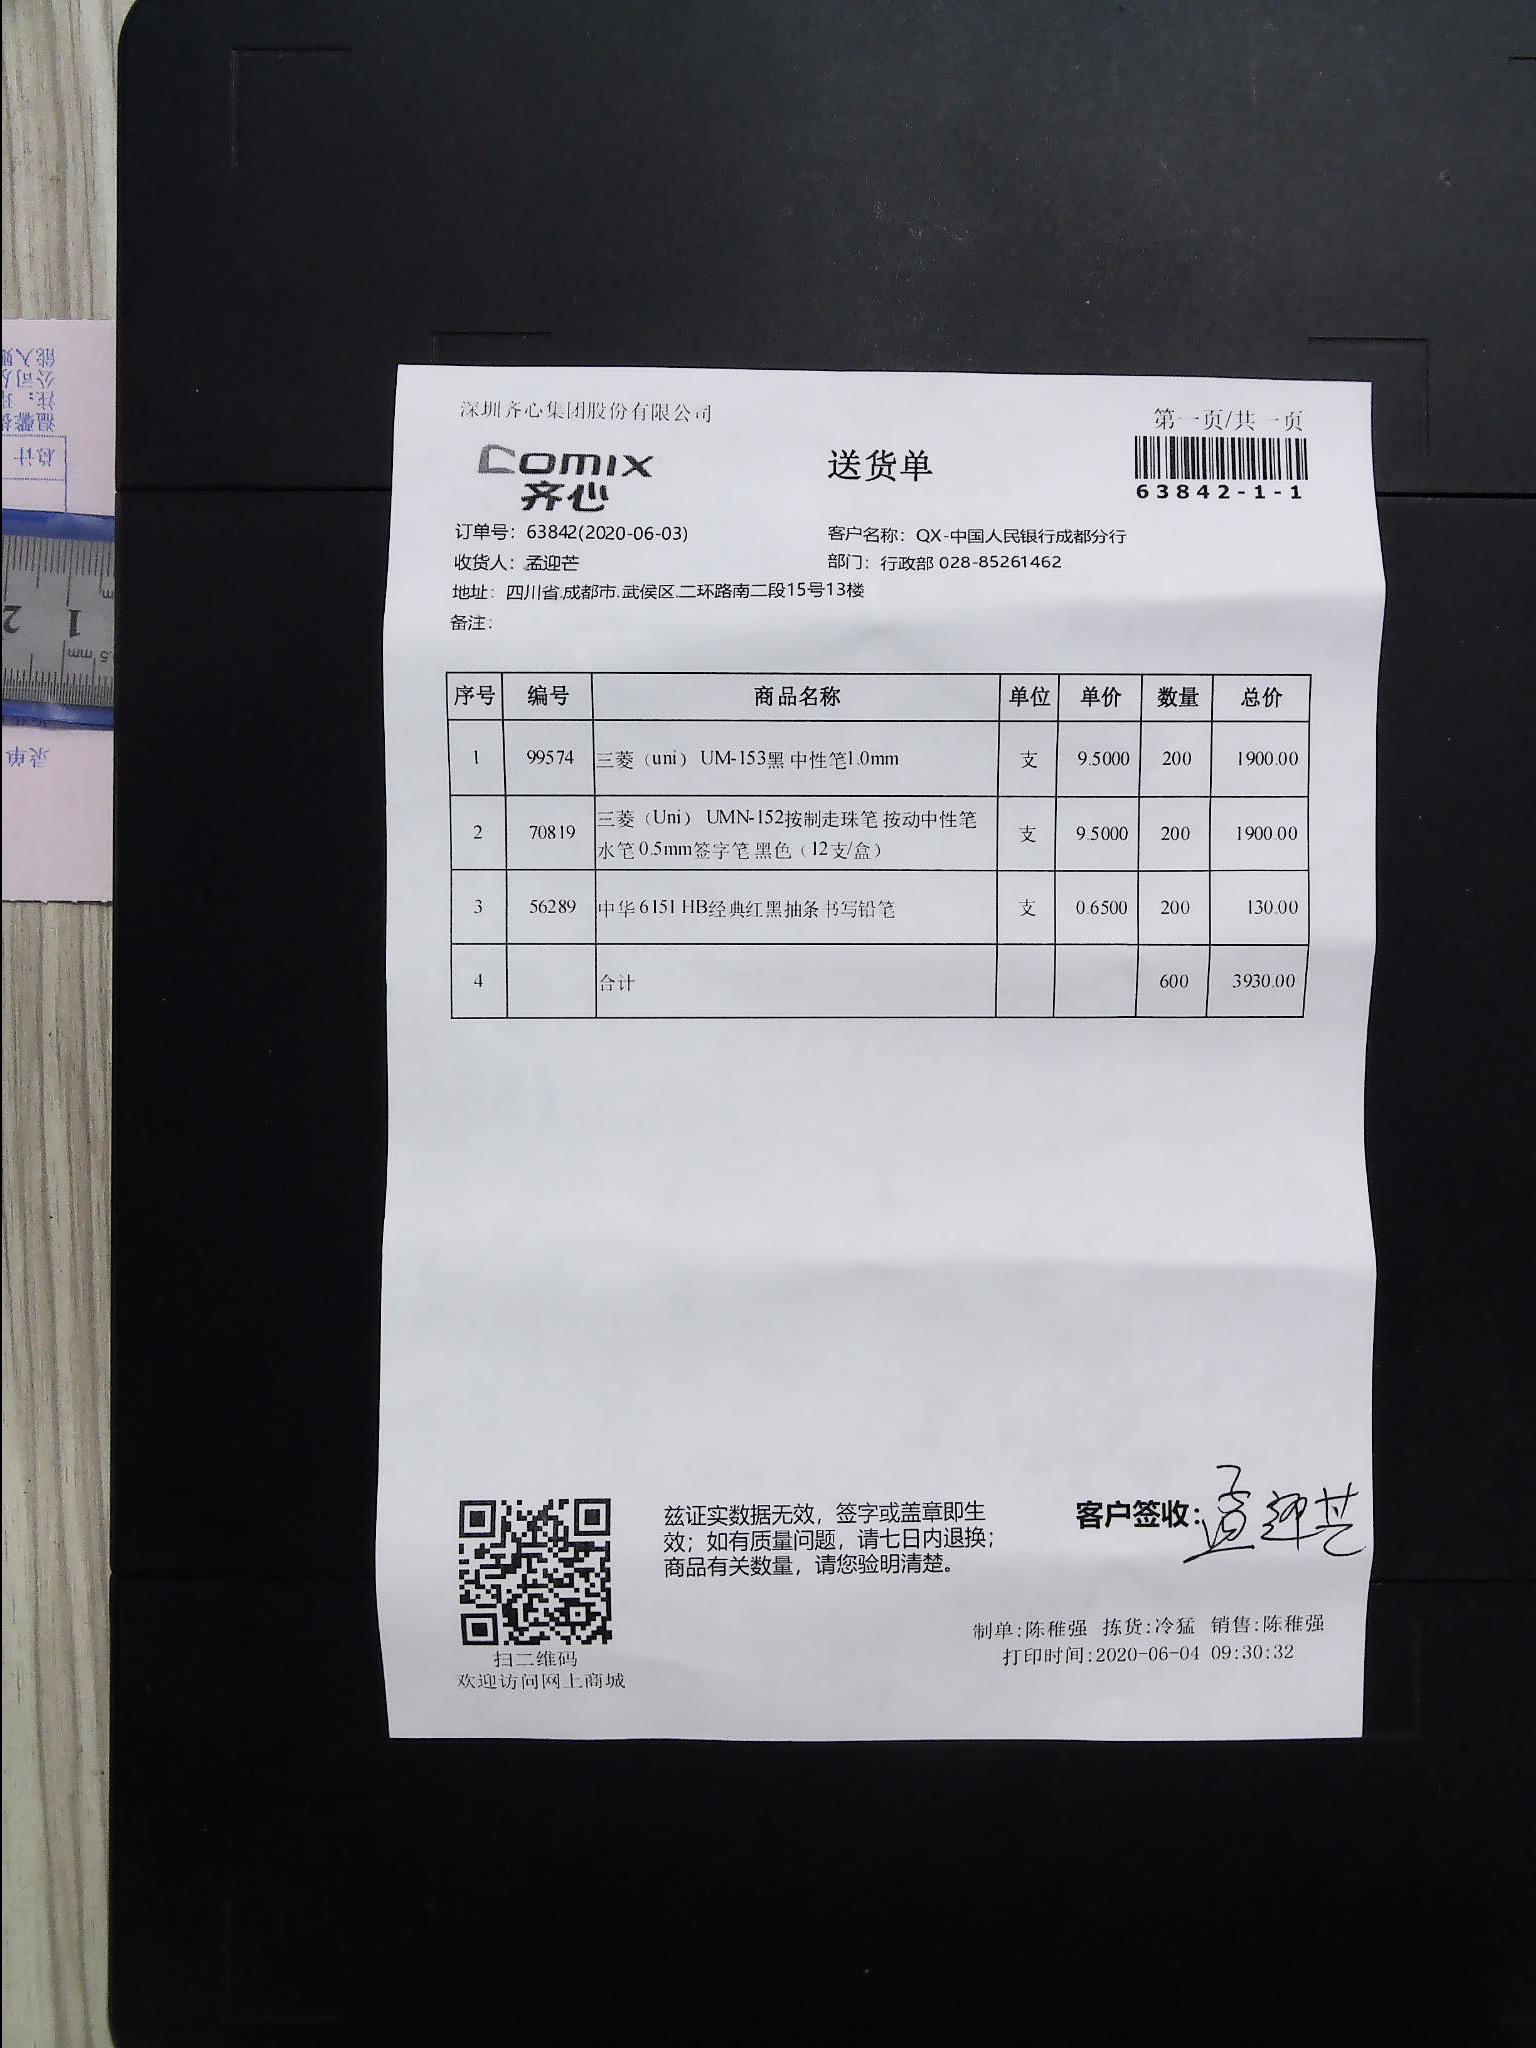 深圳齐心集团股份有限公司
第一页/共一页
comix
齐心
送货单
63842-1-1
订单号：63842(2020-06-03)
客户名称：QX-中国人民银行成都分行
收货人：孟迎芒
部门：行政部 028-85261462
地址：四川省.成都市.武侯区.二环路南二段15号13楼
备注：
序号 编号 商品名称 单位 单价 数量 总价
1 99574 三菱（uni） UM-153黑 中性笔1.0mm 支 9.5000 200 1900.00
2 70819 三菱（Uni） UMN-152按制走珠笔 按动中性笔 支 9.5000 200 1900.00
水笔 0.5mm签字笔 黑色（12支/盒）
3 56289 中华 6151 HB经典红黑抽条 书写铅笔 支 0.6500 200 130.00
4 合计 600 3930.00
兹证实数据无效，签字或盖章即生
效；如有质量问题，请七日内退换；
商品有关数量，请您验明清楚。
客户签收：孟迎芒
制单:陈稚强 拣货:冷猛 销售:陈稚强
打印时间:2020-06-04 09:30:32
扫二维码
欢迎访问网上商城
总计
录单
2 1
mm
0.5 mm